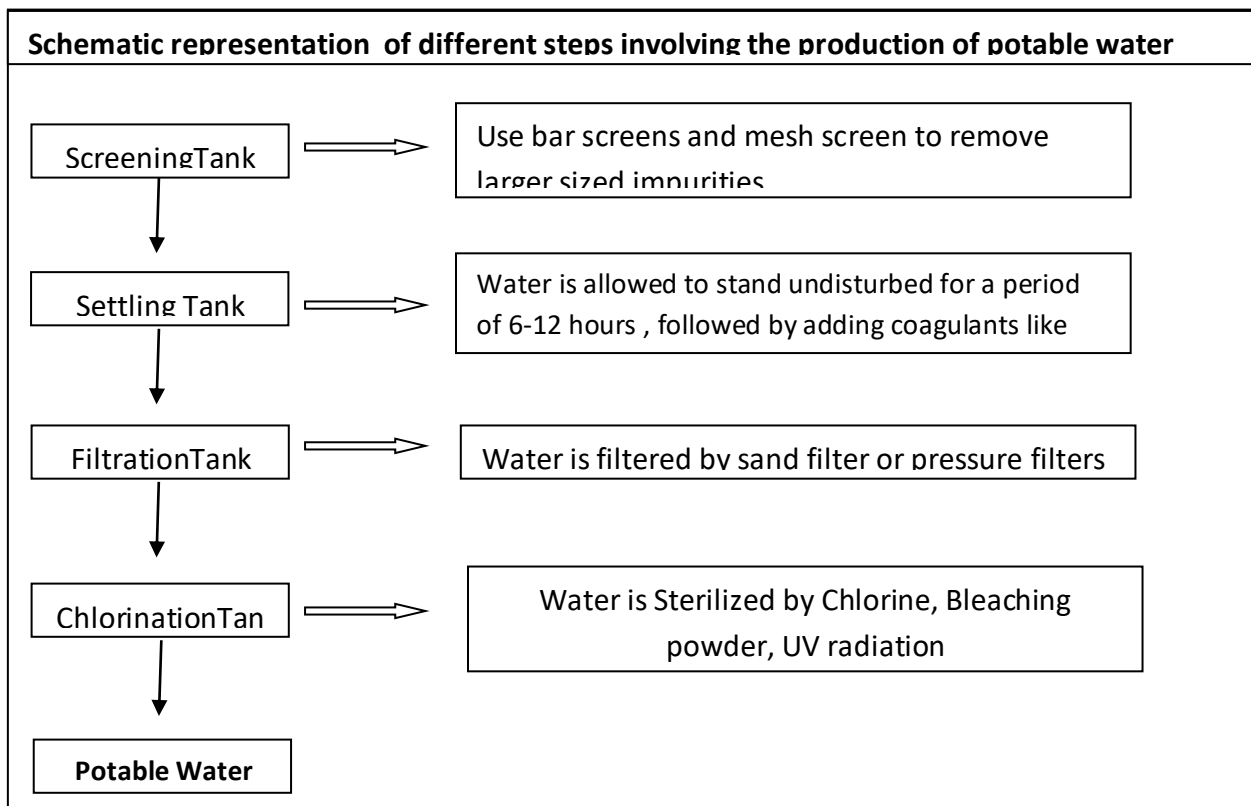 Schematic representation of different steps involving the production of potable water
ScreeningTank
Use bar screens and mesh screen to remove
larger sized impurities
Settling Tank
Water is allowed to stand undisturbed for a period
of 6-12 hours , followed by adding coagulants like
FiltrationTank
Water is filtered by sand filter or pressure filters
ChlorinationTan
Water is Sterilized by Chlorine, Bleaching
powder, UV radiation
Potable Water